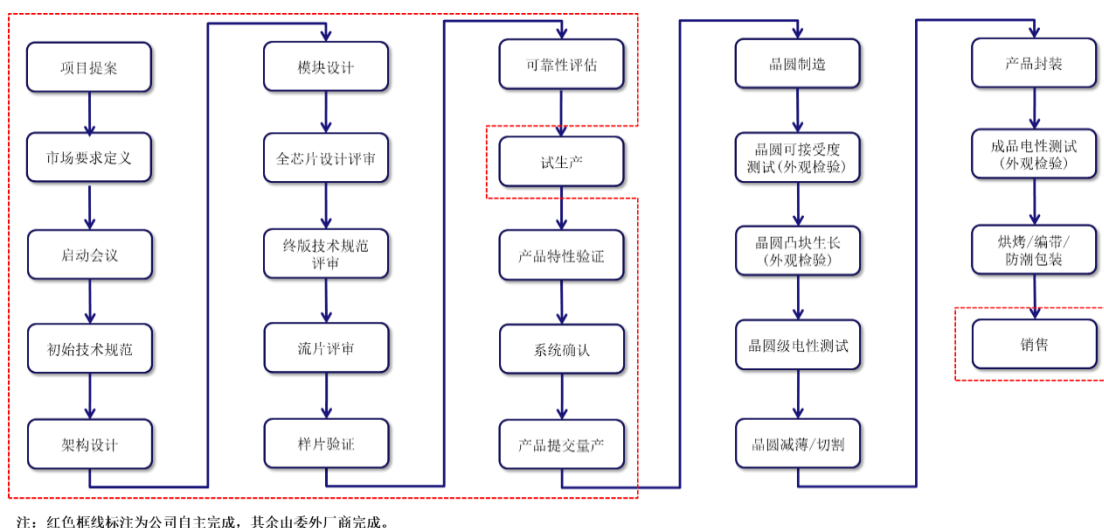 项目提案
市场要求定义
启动会议
初始技术规范
架构设计
模块设计
全芯片设计评审
终版技术规范
评审
流片评审
样片验证
可靠性评估
试生产
产品特性验证
系统确认
产品提交量产
晶圆制造
晶圆可接受度
测试(外观检验)
晶圆凸块生长
(外观检验)
晶圆级电性测试
晶圆减薄/切割
产品封装
成品电性测试
(外观检验)
烘烤/编带/
防潮包装
销售
注：红色框线标注为公司自主完成，其余由委外厂商完成。